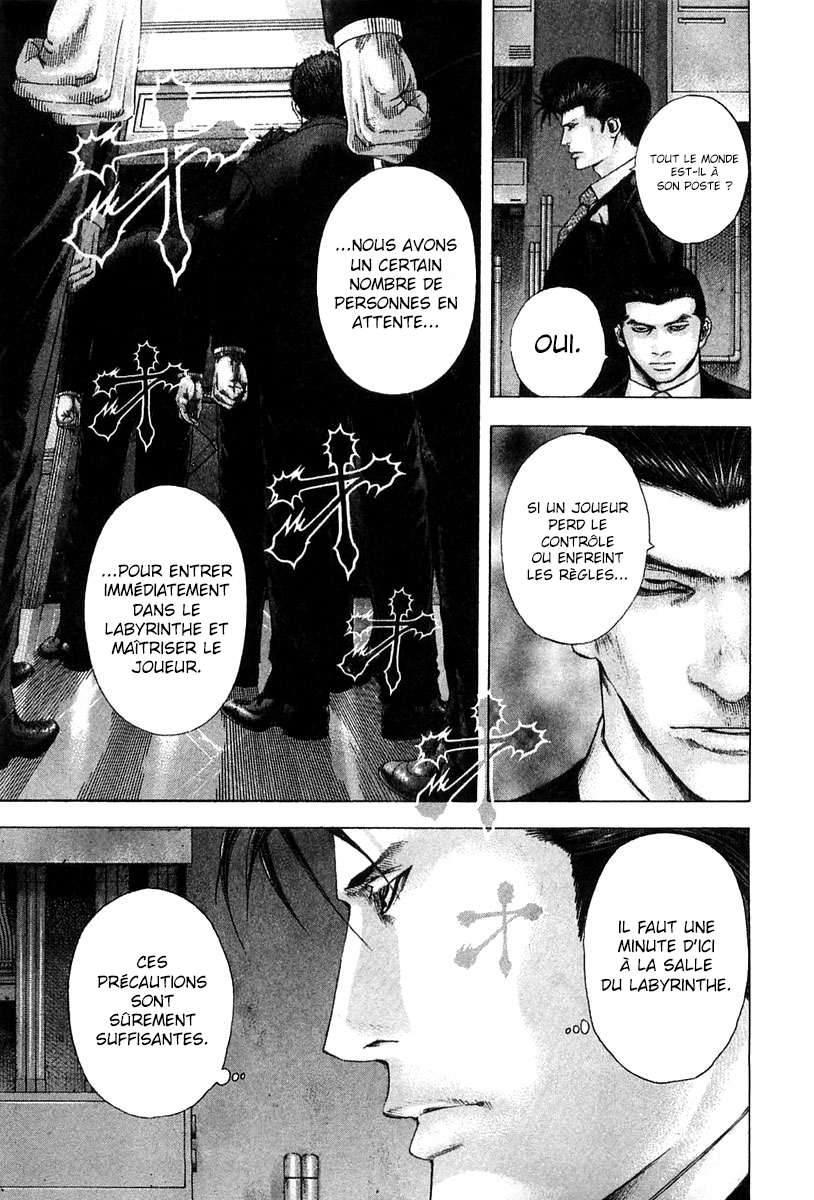 TOUT LE MONDE
EST-IL À
SON POSTE ?
OUI.
SI UN JOUEUR
PERD LE
CONTRÔLE
OU ENFREINT
LES RÈGLES...
...NOUS AVONS
UN CERTAIN
NOMBRE DE
PERSONNES EN
ATTENTE...
...POUR ENTRER
IMMÉDIATEMENT
DANS LE
LABYRINTHE ET
MAÎTRISER LE
JOUEUR.
IL FAUT UNE
MINUTE D'ICI
À LA SALLE
DU LABYRINTHE.
CES
PRÉCAUTIONS
SONT
SÛREMENT
SUFFISANTES.